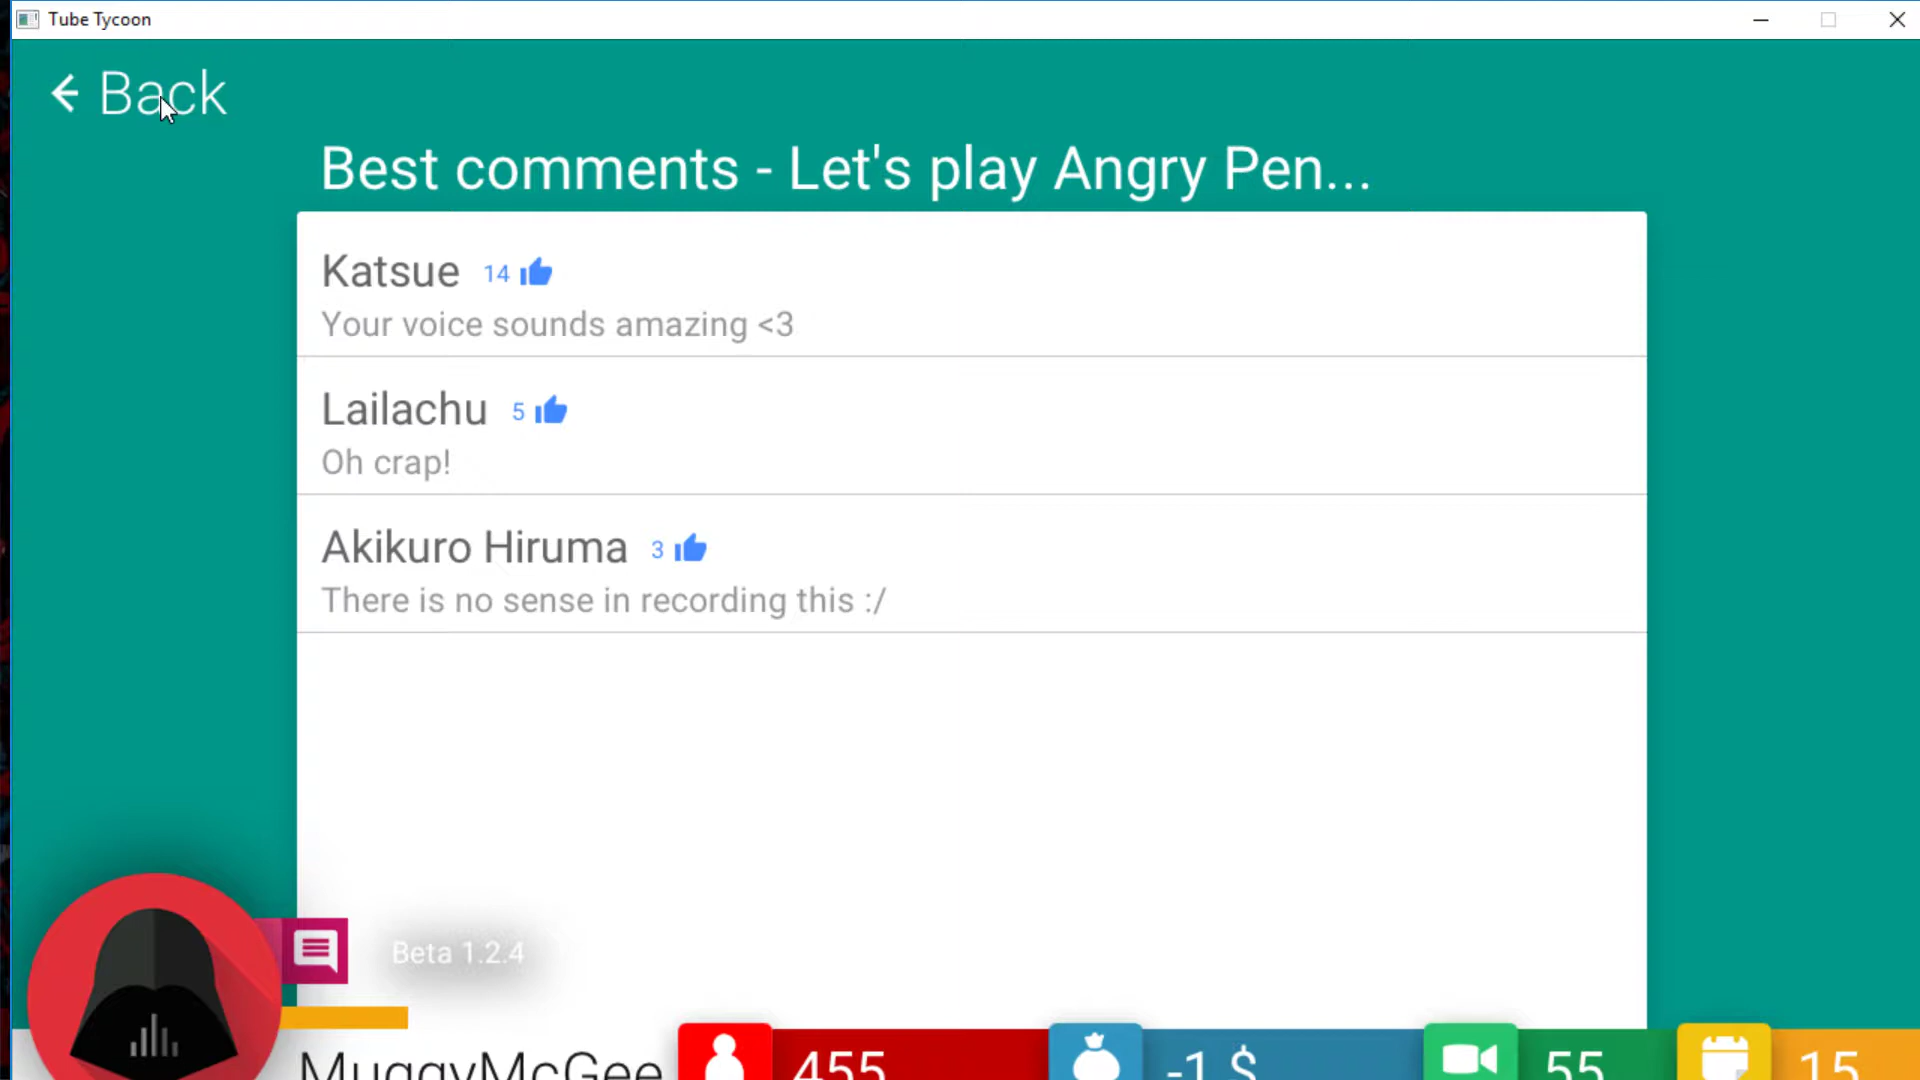 Tube Tycoon
Back
Best comments - Let's play Angry Pen...
Katsue 14
Your voice sounds amazing <3
Lailachu 5
Oh crap!
Akikuro Hiruma 3
There is no sense in recording this :/
Beta 1.2.4
MuggyMcGee 455 -1 $ 55 15